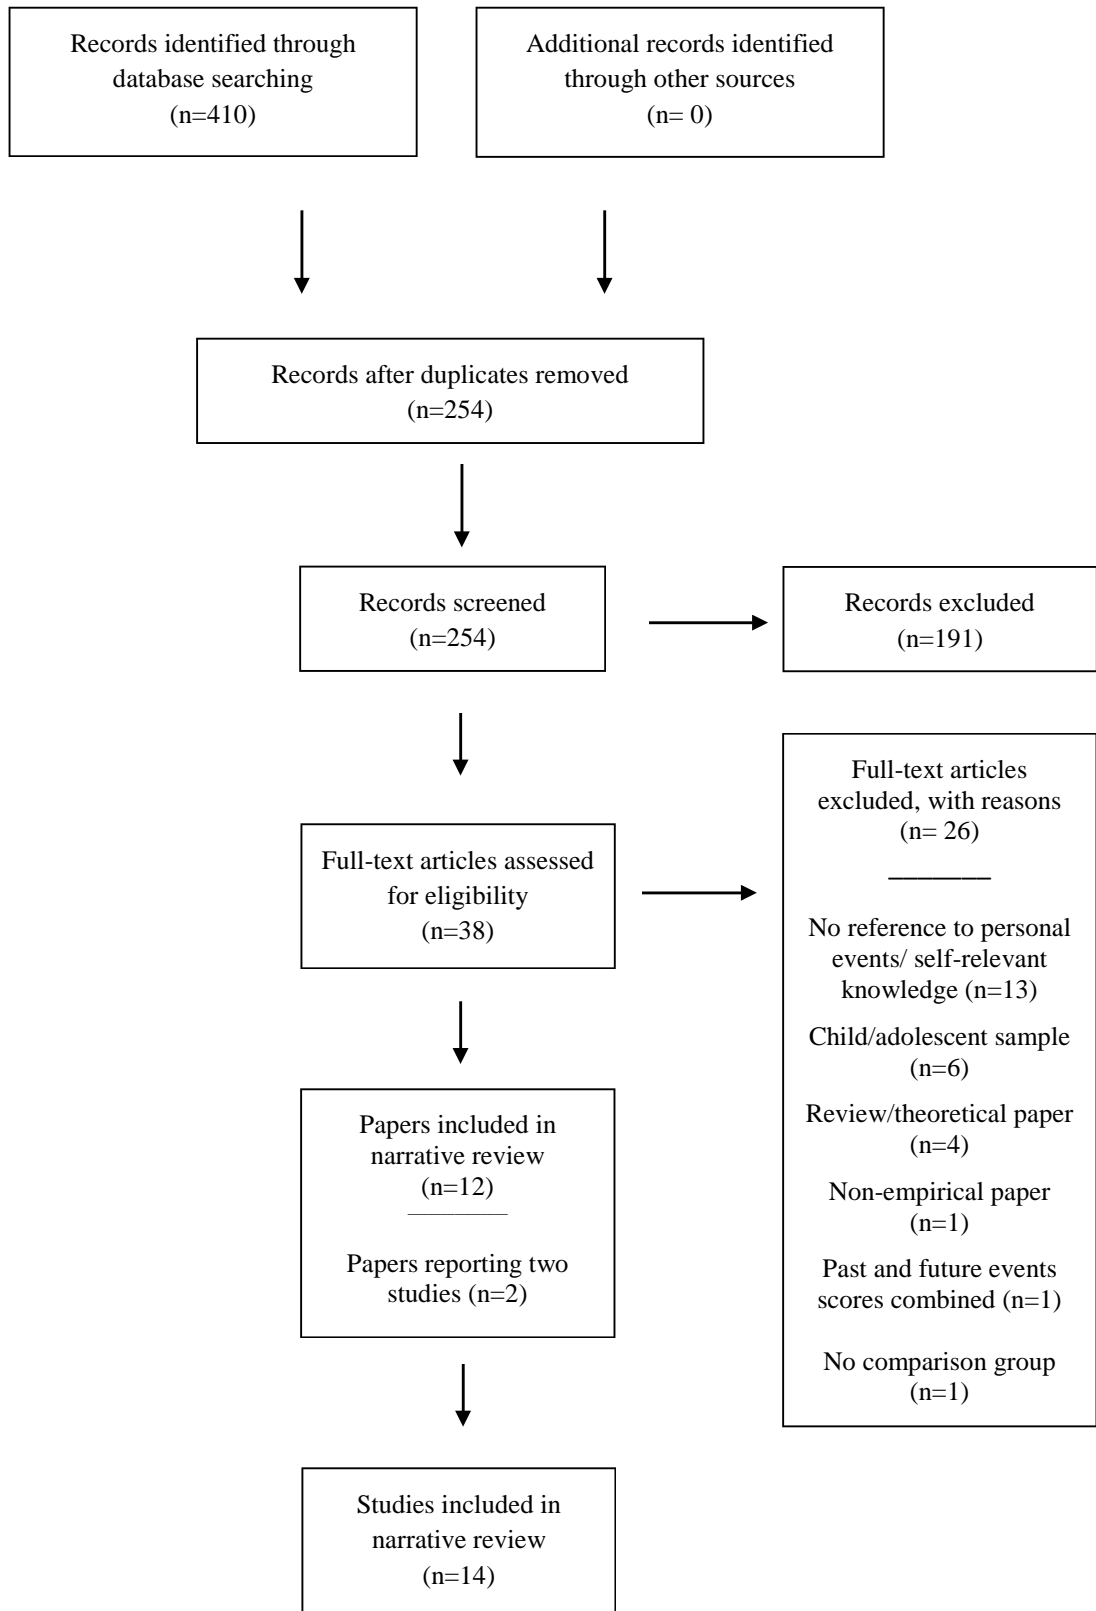 Records identified through
database searching
(n=410)
Additional records identified
through other sources
(n= 0)
Records after duplicates removed
(n=254)
Records screened
(n=254)
Records excluded
(n=191)
Full-text articles assessed
for eligibility
(n=38)
Full-text articles
excluded, with reasons
(n= 26)
No reference to personal
events/ self-relevant
knowledge (n=13)
Child/adolescent sample
(n=6)
Review/theoretical paper
(n=4)
Non-empirical paper
(n=1)
Past and future events
scores combined (n=1)
No comparison group
(n=1)
Papers included in
narrative review
(n=12)
Papers reporting two
studies (n=2)
Studies included in
narrative review
(n=14)